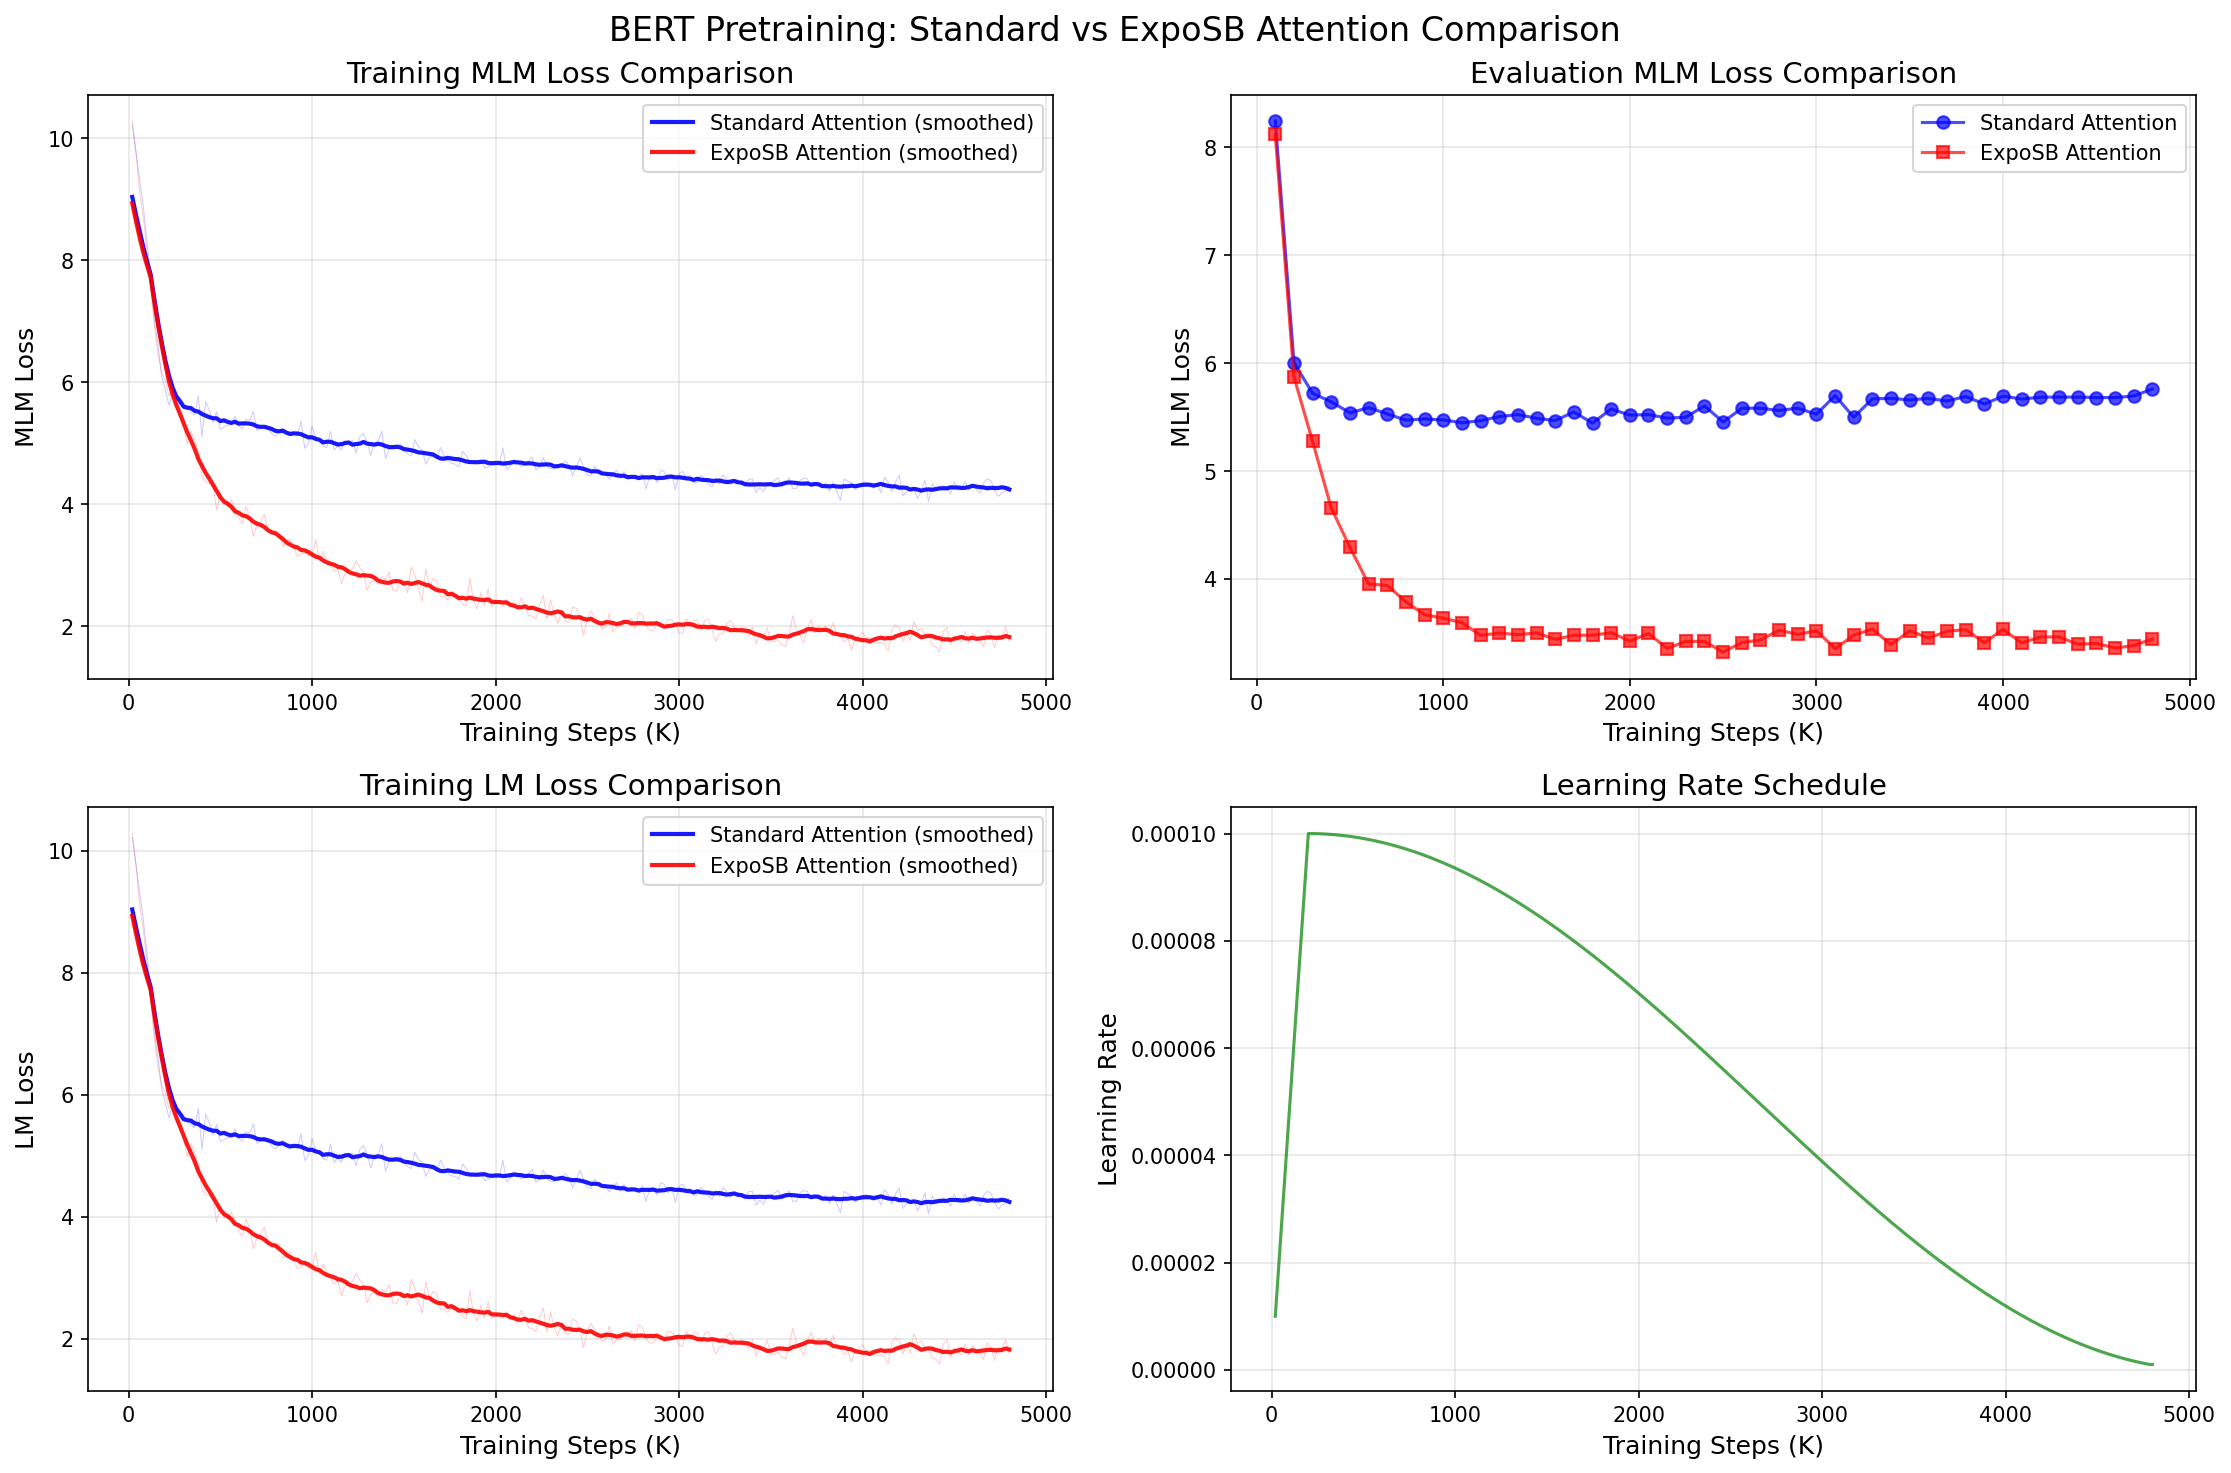 BERT Pretraining: Standard vs ExpoSB Attention Comparison
Training MLM Loss Comparison
MLM Loss
10
8
6
4
2
Standard Attention (smoothed)
ExpoSB Attention (smoothed)
0 1000 2000 3000 4000 5000
Training Steps (K)
Evaluation MLM Loss Comparison
MLM Loss
8
7
6
5
4
Standard Attention
ExpoSB Attention
0 1000 2000 3000 4000 5000
Training Steps (K)
Training LM Loss Comparison
LM Loss
10
8
6
4
2
Standard Attention (smoothed)
ExpoSB Attention (smoothed)
0 1000 2000 3000 4000 5000
Training Steps (K)
Learning Rate Schedule
Learning Rate
0.00010
0.00008
0.00006
0.00004
0.00002
0.00000
0 1000 2000 3000 4000 5000
Training Steps (K)